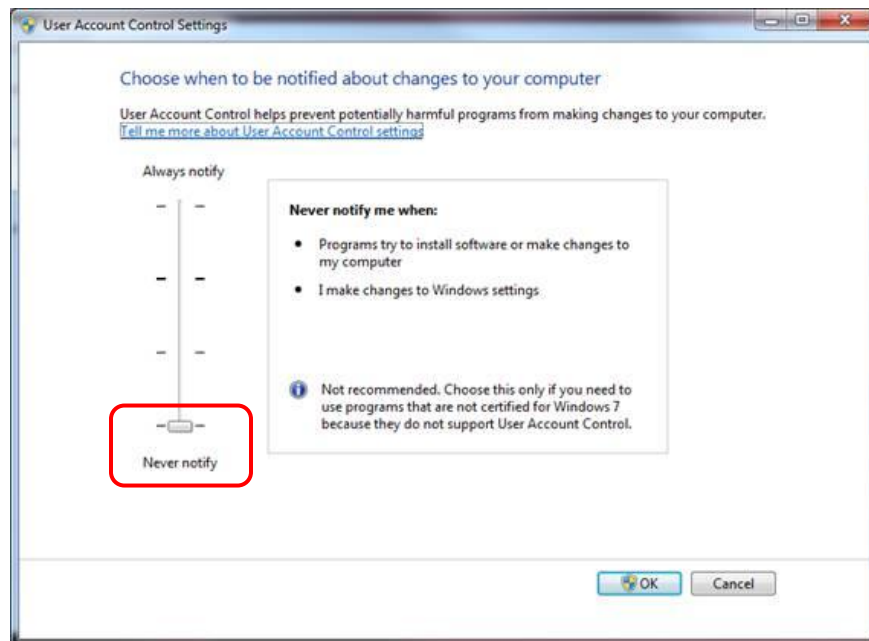 User Account Control Settings
Choose when to be notified about changes to your computer
User Account Control helps prevent potentially harmful programs from making changes to your computer.
Tell me more about User Account Control settings
Always notify
Never notify me when:
• Programs try to install software or make changes to
my computer
• I make changes to Windows settings
Not recommended. Choose this only if you need to
use programs that are not certified for Windows 7
because they do not support User Account Control.
Never notify
OK Cancel